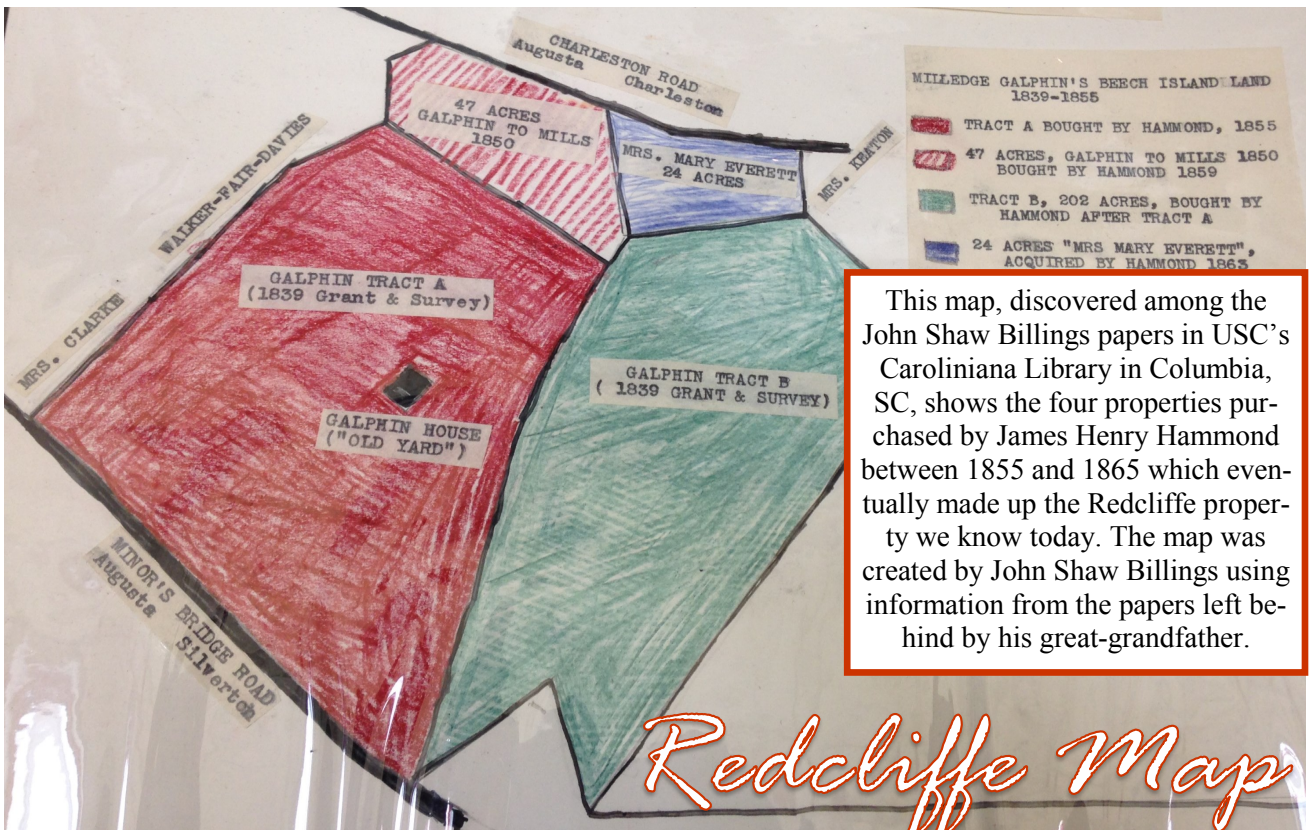 CHARLESTON ROAD
Augusta Charleston
47 ACRES
GALPHIN TO MILLS
1850
MRS. MARY EVERETT
24 ACRES
MRS. KEATON
WALKER-FAIR-DAVIES
MRS. CLARKE
GALPHIN TRACT A
(1839 Grant & Survey)
GALPHIN HOUSE
("OLD YARD")
GALPHIN TRACT B
( 1839 GRANT & SURVEY)
MINOR'S BRIDGE ROAD
Augusta Silverton
MILLEDGE GALPHIN'S BEECH ISLAND LAND
1839-1855
TRACT A BOUGHT BY HAMMOND, 1855
47 ACRES, GALPHIN TO MILLS 1850
BOUGHT BY HAMMOND 1859
TRACT B, 202 ACRES, BOUGHT BY
HAMMOND AFTER TRACT A
24 ACRES "MRS MARY EVERETT",
ACQUIRED BY HAMMOND 1863
This map, discovered among the
John Shaw Billings papers in USC's
Caroliniana Library in Columbia,
SC, shows the four properties pur-
chased by James Henry Hammond
between 1855 and 1865 which even-
tually made up the Redcliffe proper-
ty we know today. The map was
created by John Shaw Billings using
information from the papers left be-
hind by his great-grandfather.
Redcliffe Map